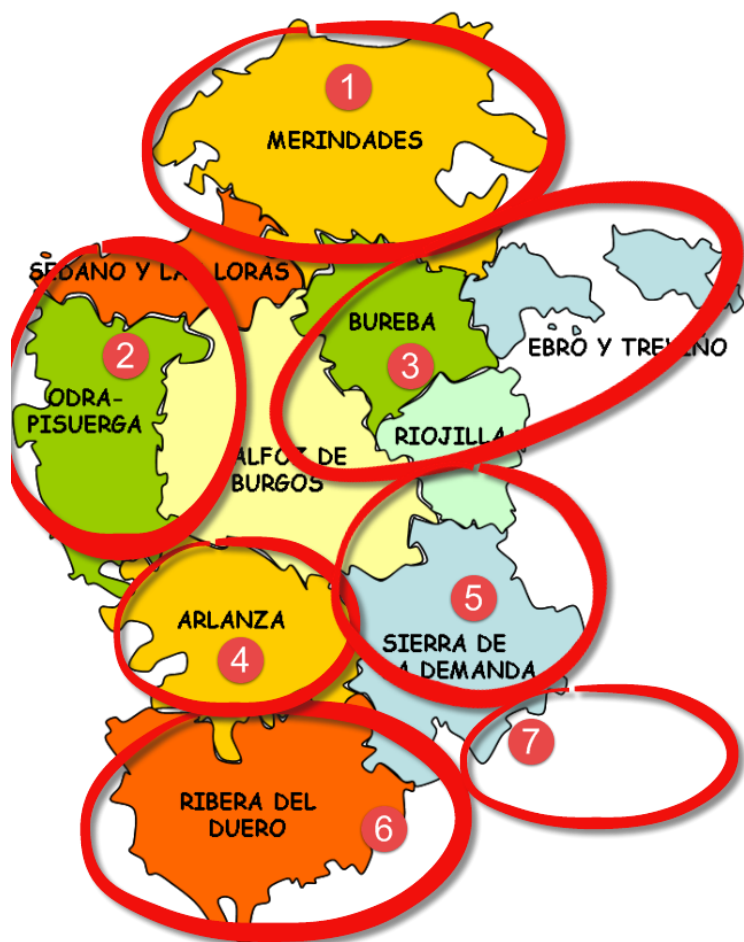 1
MERINDADES
SEDANO Y LAS LORAS
BUREBA
2
3
EBRO Y TREVIÑO
ODRA-
PISUERGA
RIOJILLA
ALFOZ DE
BURGOS
5
ARLANZA
4
SIERRA DE
LA DEMANDA
7
RIBERA DEL
DUERO
6